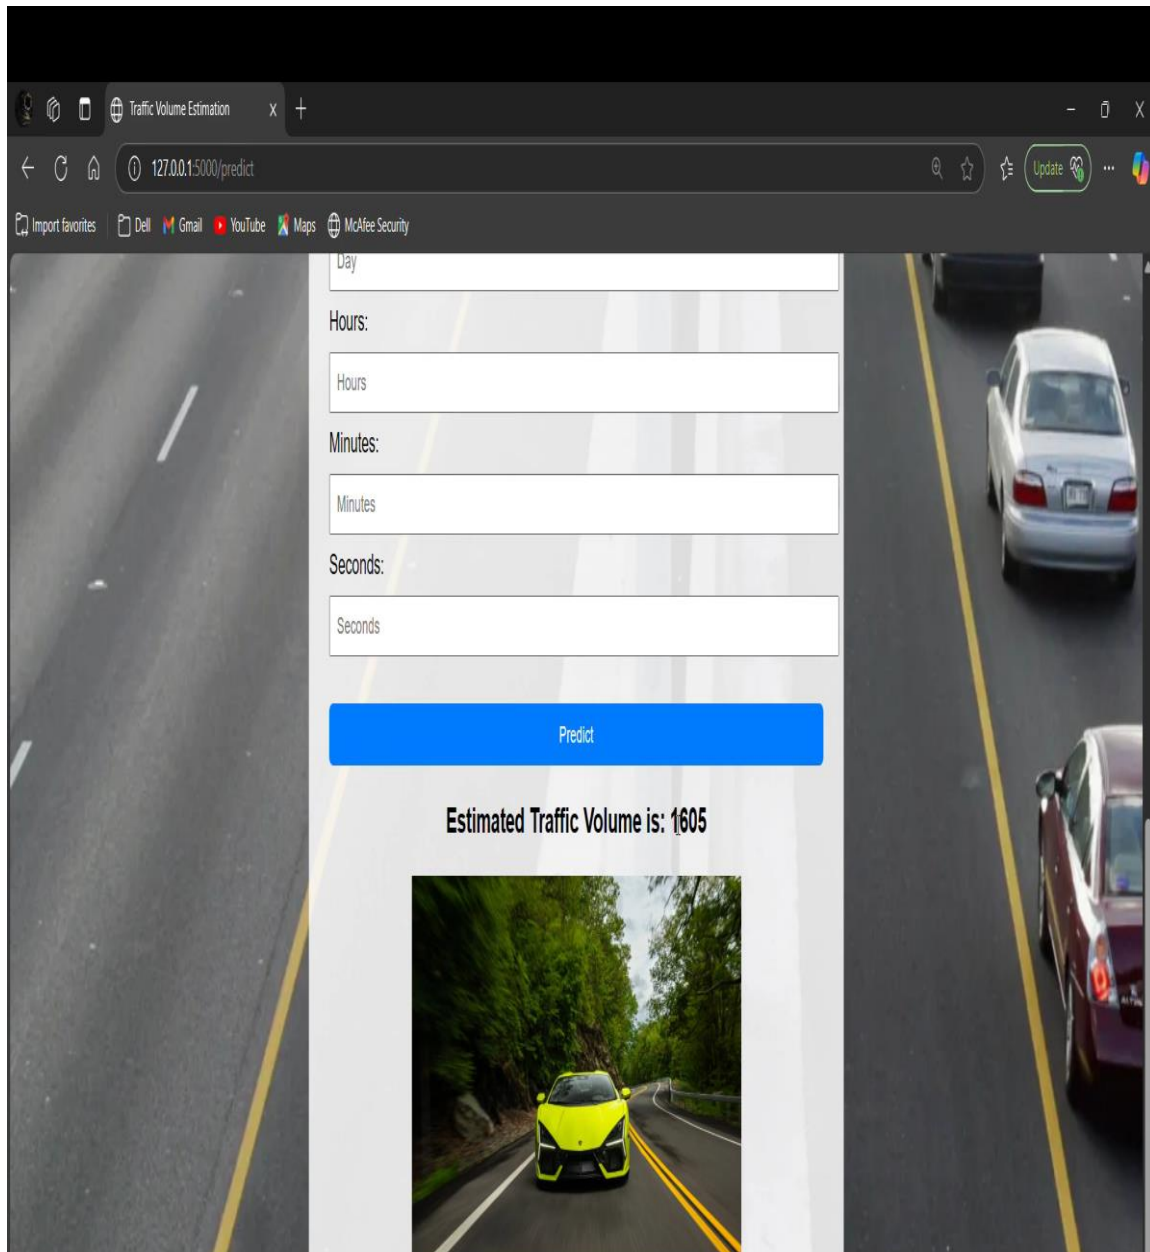 Traffic Volume Estimation
127.0.0.1:5000/predict
Update
Import favorites
Dell
Gmail
YouTube
Maps
McAfee Security
Day
Hours:
Hours
Minutes:
Minutes
Seconds:
Seconds
Predict
Estimated Traffic Volume is: 1605